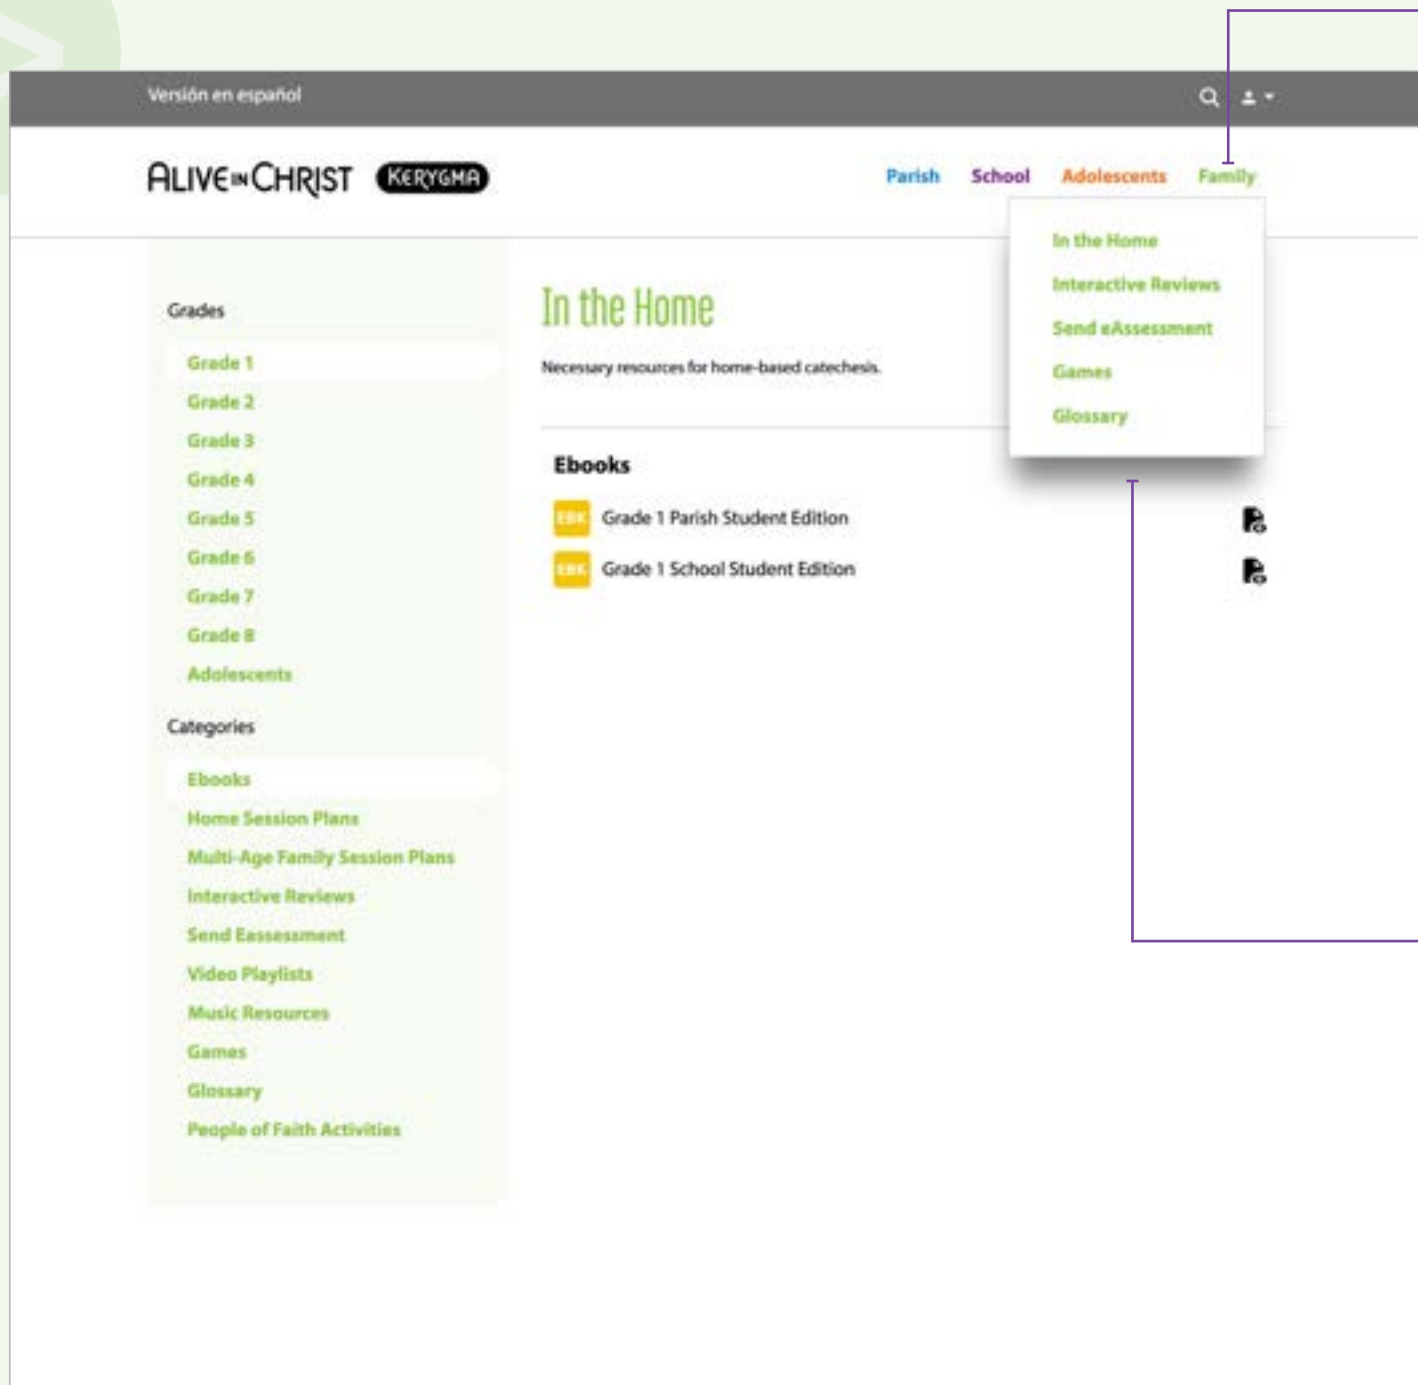 Versión en español
ALIVE IN CHRIST KERYGMA
Parish School Adolescents Family
In the Home
Interactive Reviews
Send eAssessment
Games
Glossary
Grades
Grade 1
Grade 2
Grade 3
Grade 4
Grade 5
Grade 6
Grade 7
Grade 8
Adolescents
Categories
Ebooks
Home Session Plans
Multi-Age Family Session Plans
Interactive Reviews
Send Eassessment
Video Playlists
Music Resources
Games
Glossary
People of Faith Activities
In the Home
Necessary resources for home-based catechesis.
Ebooks
EBK Grade 1 Parish Student Edition
EBK Grade 1 School Student Edition